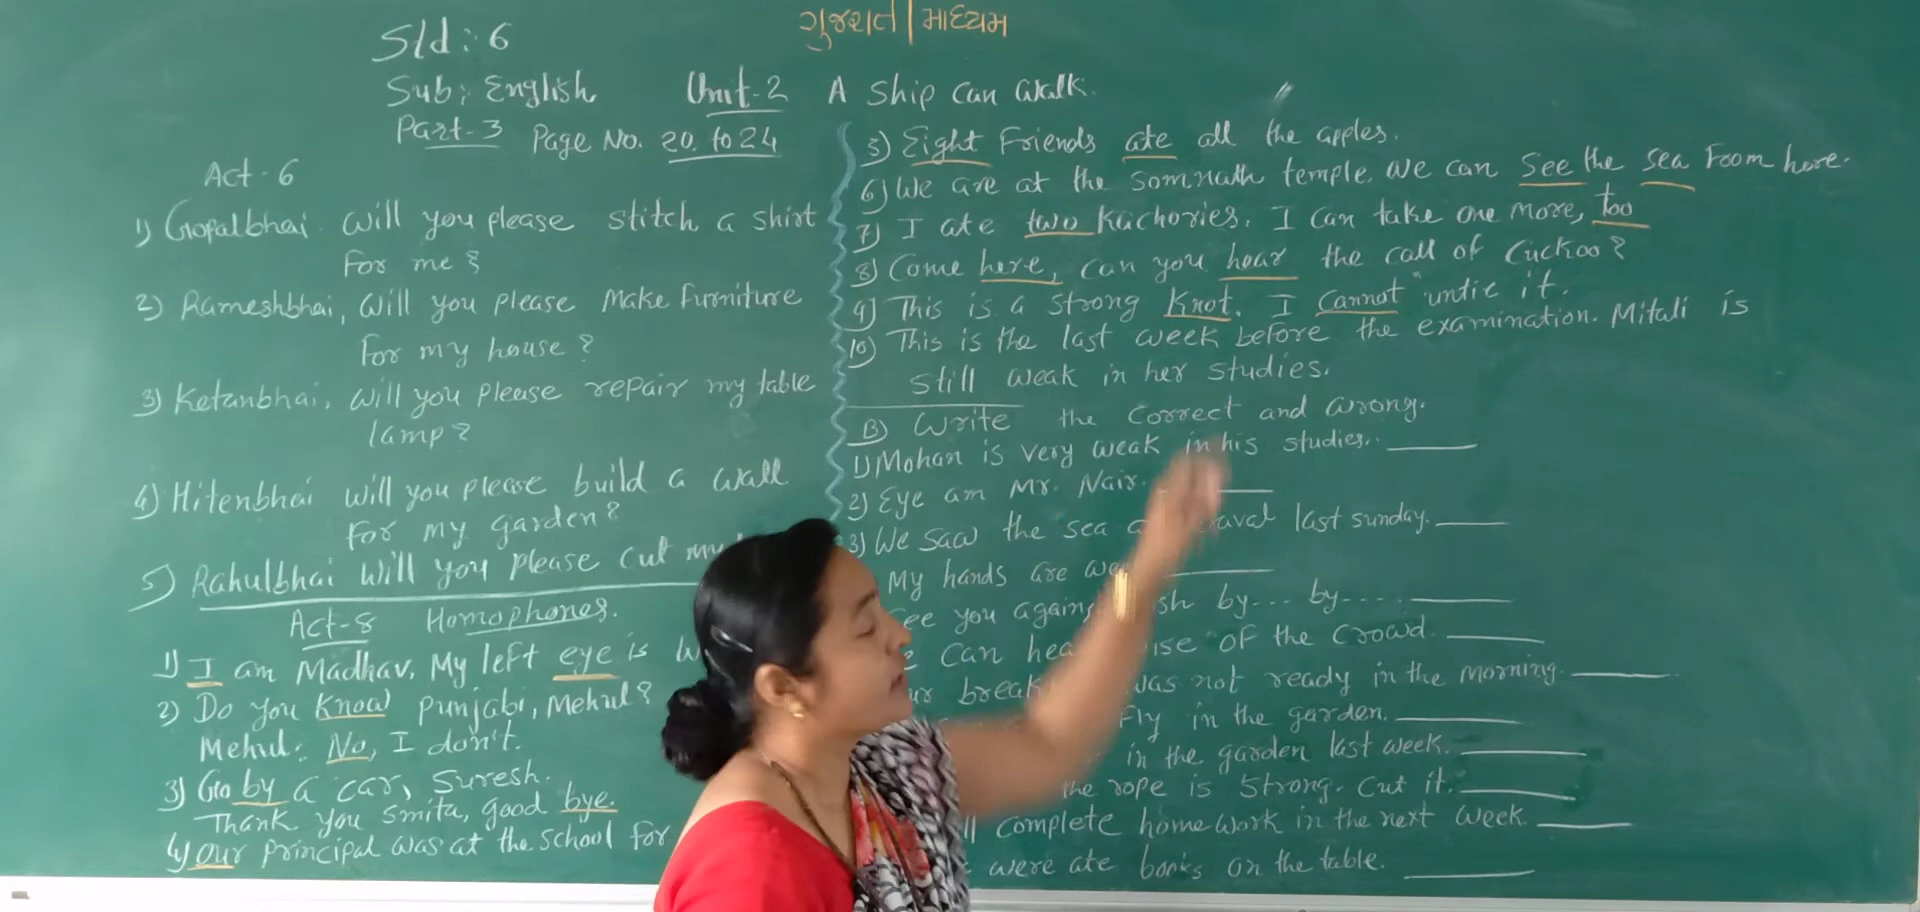 ગુજરાતી | माध्यम
S/d: 6
Sub: English Unit-2 A Ship Can Walk.
Part-3 Page No. 20 to 24
Act-6
1) Gopalbhai will you please stitch a shirt
for me?
2) Rameshbhai, will you please make furniture
for my house?
3) Ketanbhai, will you please repair my table
lamp?
4) Hitenbhai will you please build a wall
for my garden?
5) Rahulbhai will you please cut my
Act-8 Homophones.
1) I am Madhav. My left eye is
2) Do you know Punjabi, Mehul?
Mehul: No, I don't.
3) Go by a car, Suresh.
Thank you Smita, good bye.
4) Our principal was at the school for
5) Eight Friends ate all the apples.
6) We are at the somnath temple. We can see the sea from here.
7) I ate two kachories. I can take one more, too
8) Come here, can you hear the call of Cuckoo?
9) This is a strong knot. I cannot untie it.
10) This is the last week before the examination. Mitali is
still weak in her studies.
B) Write the correct and wrong.
1) Mohan is very weak in his studies.
2) Eye am Mr. Nair.
3) We saw the sea last sunday.
My hands are
you again by... by....
can of the crowd.
was not ready in the morning.
fly in the garden.
in the garden last week.
the rope is strong. Cut it.
complete homework in the next week.
were ate books on the table.